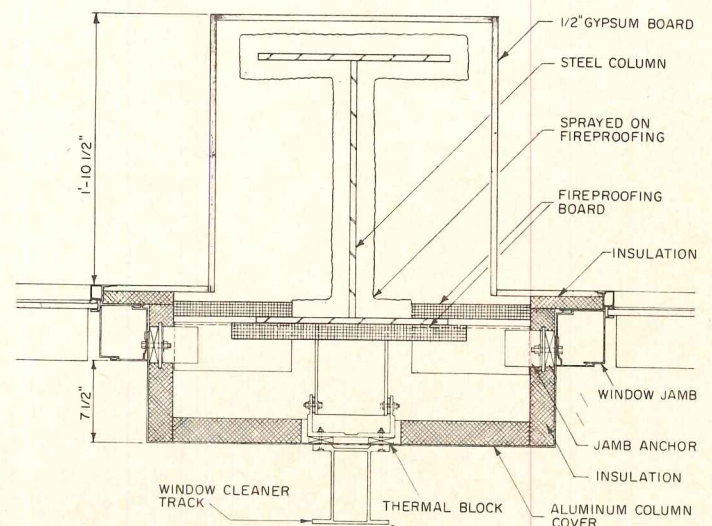 1/2" GYPSUM BOARD
STEEL COLUMN
SPRAYED ON
FIREPROOFING
FIREPROOFING
BOARD
INSULATION
1'-10 1/2"
7 1/2"
WINDOW JAMB
JAMB ANCHOR
INSULATION
WINDOW CLEANER
TRACK
THERMAL BLOCK
ALUMINUM COLUMN
COVER